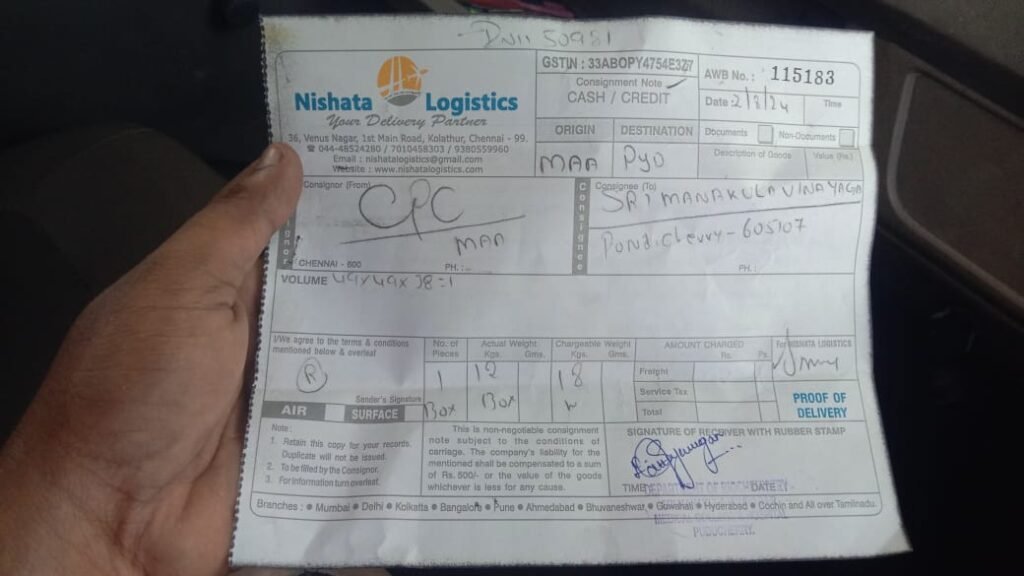 DN11 50981
Nishata Logistics
Your Delivery Partner
36, Venus Nagar, 1st Main Road, Kolathur, Chennai - 99.
☎ 044-48524280 / 7010458303 / 9380559960
Email : nishatalogistics@gmail.com
Website : www.nishatalogistics.com
GSTIN : 33ABOPY4754E3Z7
Consignment Note
CASH / CREDIT
AWB No. : 115183
Date : 2/8/24 Time
ORIGIN DESTINATION
MAA PYO
Documents Non-Documents
Description of Goods Value (Rs.)
Consignor (From)
CPC
MAA
CHENNAI - 600 PH. :
Consignee
Consignee (To)
SRI MANAKULA VINAYAGA
Pondicherry - 605107
PH. :
VOLUME 49x49x38=1
I/We agree to the terms & conditions
mentioned below & overleaf
R
Sender's Signature
AIR SURFACE
No. of Pieces
1
Box
Actual Weight
Kgs. Gms.
12
Box
Chargeable Weight
Kgs. Gms.
18
AMOUNT CHARGED
Rs. Ps.
Freight
Service Tax
Total
For NISHATA LOGISTICS
PROOF OF
DELIVERY
Note :
1. Retain this copy for your records.
Duplicate will not be issued.
2. To be filled by the Consignor.
3. For information turn overleaf.
This is non-negotiable consignment
note subject to the conditions of
carriage. The company's liability for the
mentioned shall be compensated to a sum
of Rs. 500/- or the value of the goods
whichever is less for any cause.
SIGNATURE OF RECEIVER WITH RUBBER STAMP
TIME DATE
DEPARTMENT OF BIOCHEMISTRY
PUDUCHERRY.
Branches : ● Mumbai ● Delhi ● Kolkatta ● Bangalore ● Pune ● Ahmedabad ● Bhuvaneshwar ● Guwahati ● Hyderabad ● Cochin and All over Tamilnadu.